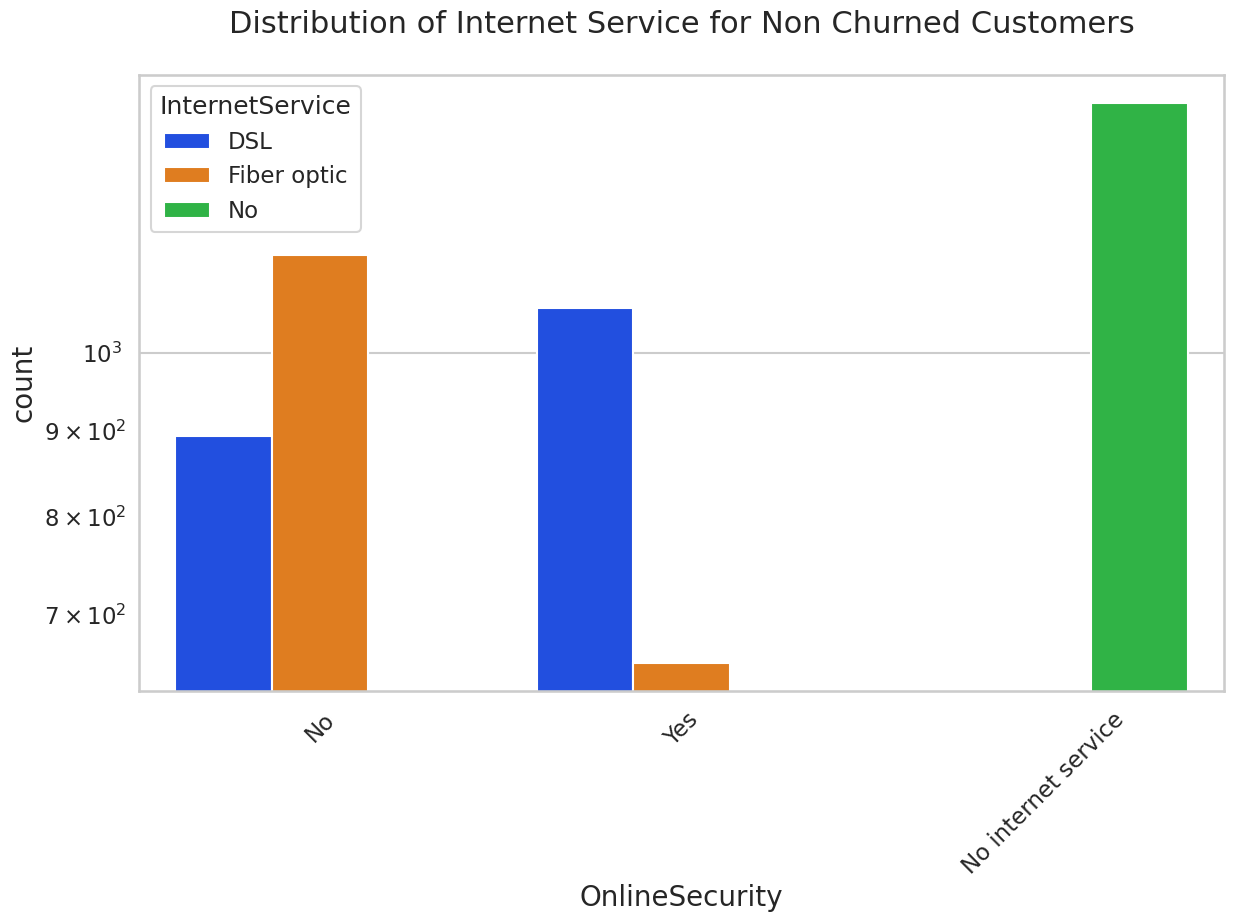 Distribution of Internet Service for Non Churned Customers
InternetService
DSL
Fiber optic
No
count
10³
9 × 10²
8 × 10²
7 × 10²
No
Yes
No internet service
OnlineSecurity